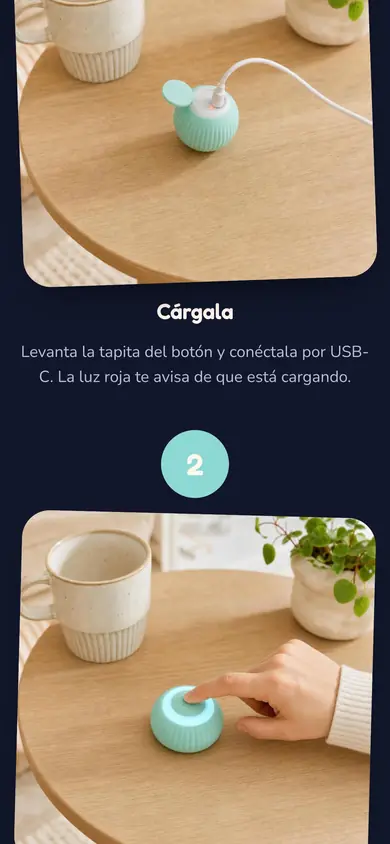 Cárgala
Levanta la tapita del botón y conéctala por USB-
C. La luz roja te avisa de que está cargando.
2